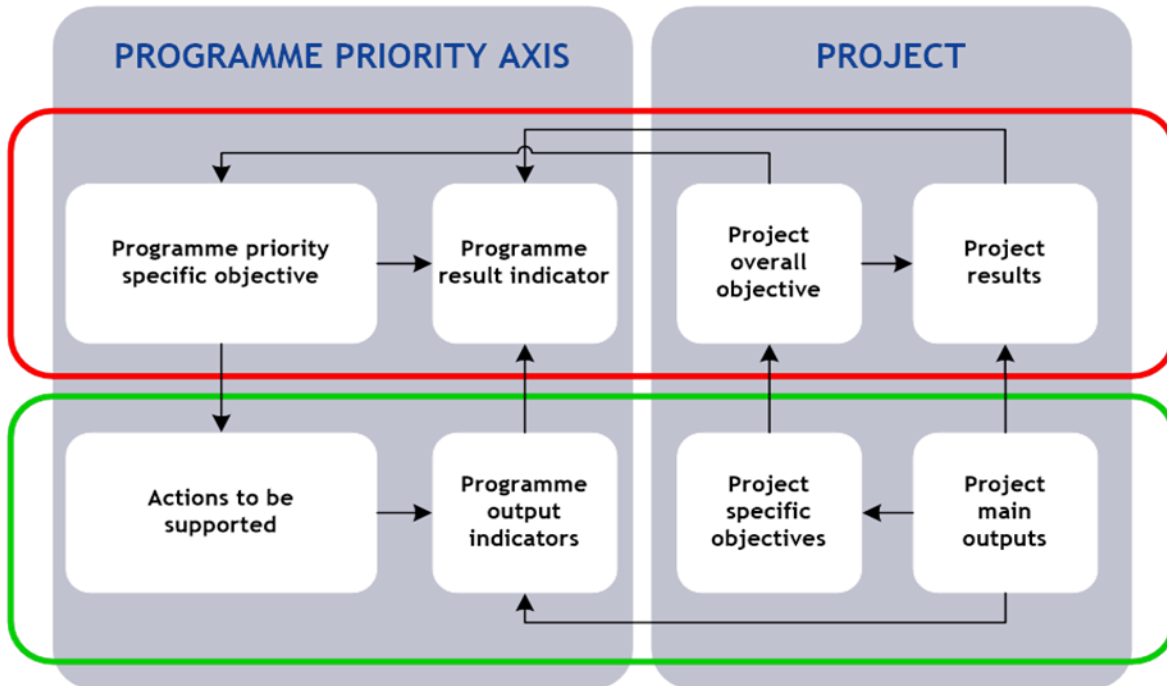 PROGRAMME PRIORITY AXIS
PROJECT
Programme priority
specific objective
Programme
result indicator
Project
overall
objective
Project
results
Actions to be
supported
Programme
output
indicators
Project
specific
objectives
Project
main
outputs